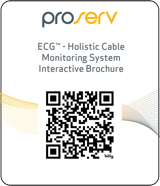 proserv
ECG™ - Holistic Cable
Monitoring System
Interactive Brochure